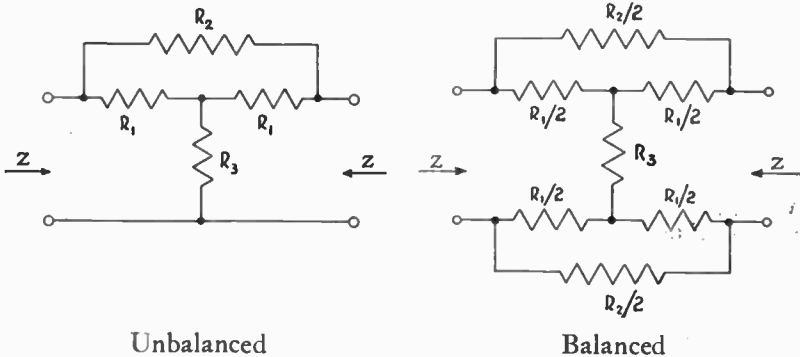 R₂
R₁
R₁
R₃
Z
Z
Unbalanced
R₂/2
R₁/2
R₁/2
R₃
Z
Z
R₁/2
R₁/2
R₂/2
Balanced